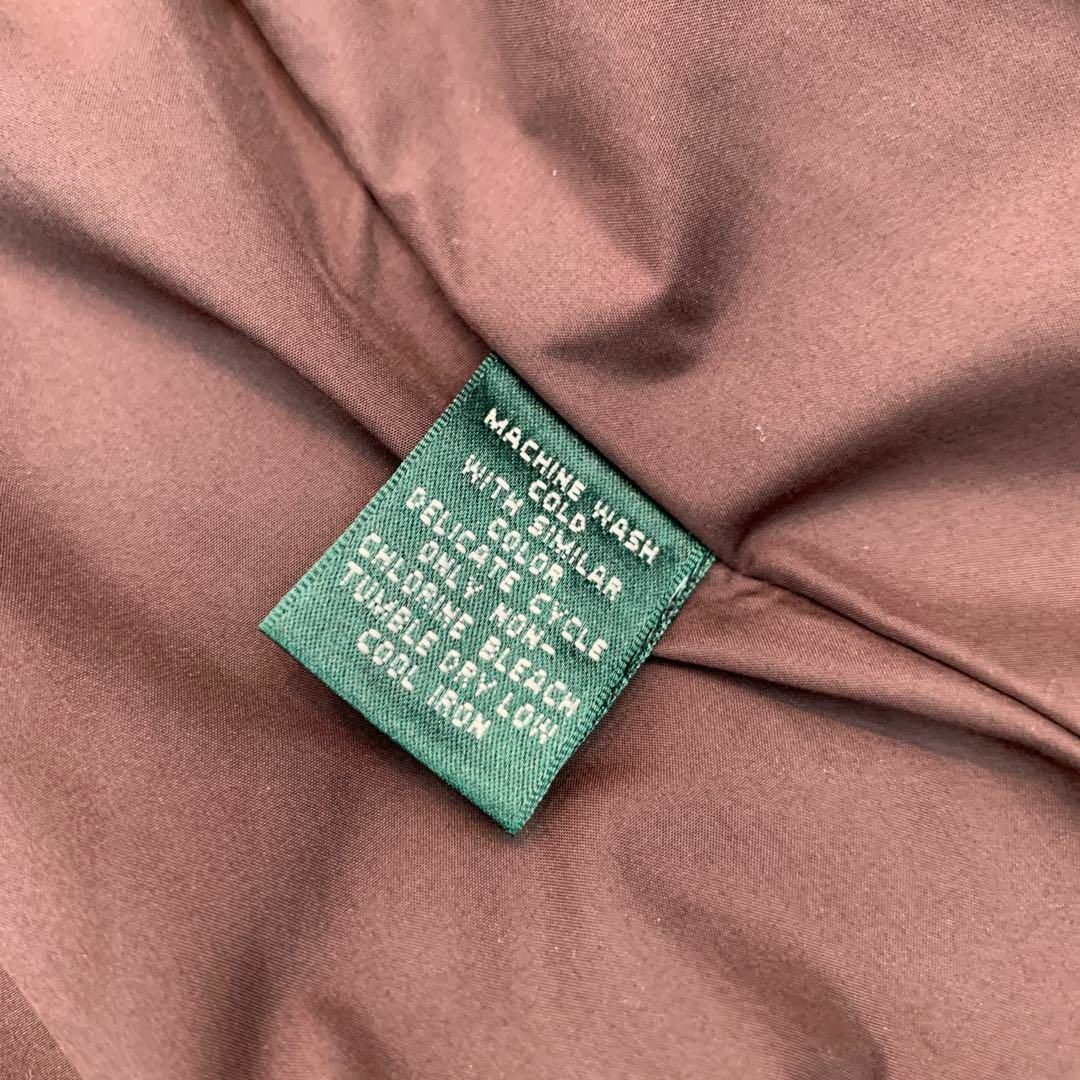 MACHINE WASH
COLD
WITH SIMILAR
COLOR
DELICATE CYCLE
ONLY NON-
CHLORINE BLEACH
TUMBLE DRY LOW
COOL IRON